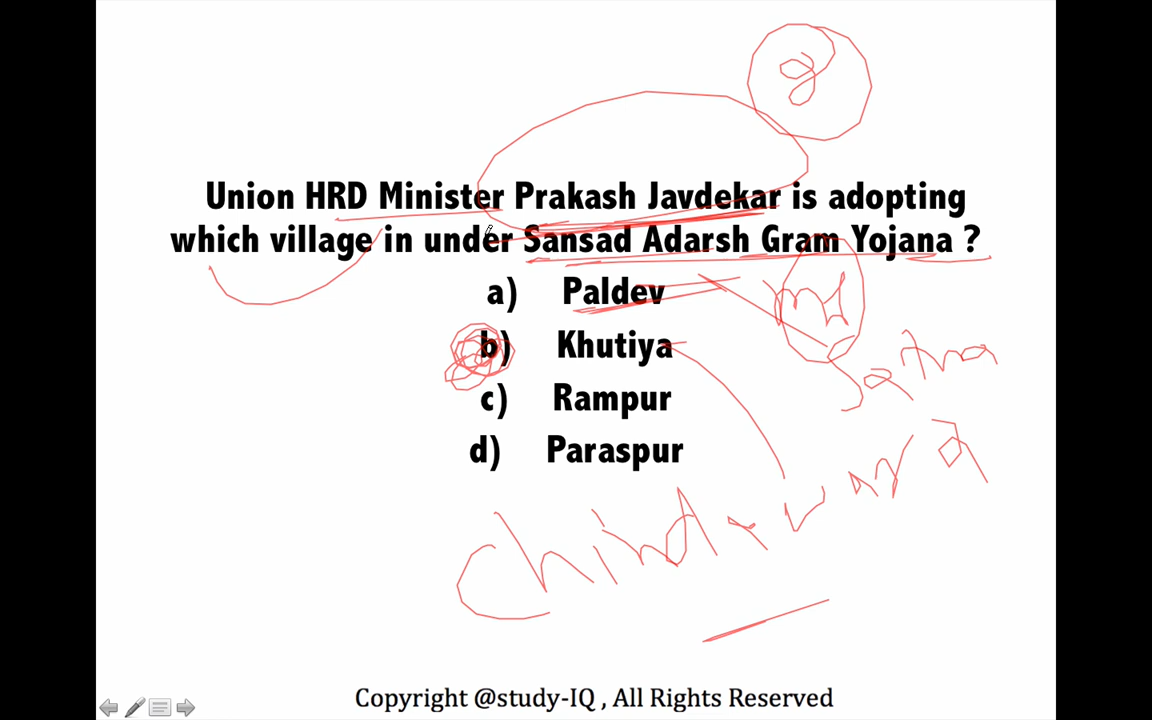 Union HRD Minister Prakash Javdekar is adopting
which village in under Sansad Adarsh Gram Yojana ?
a) Paldev
b) Khutiya
c) Rampur
d) Paraspur
Satna
Copyright @study-IQ , All Rights Reserved